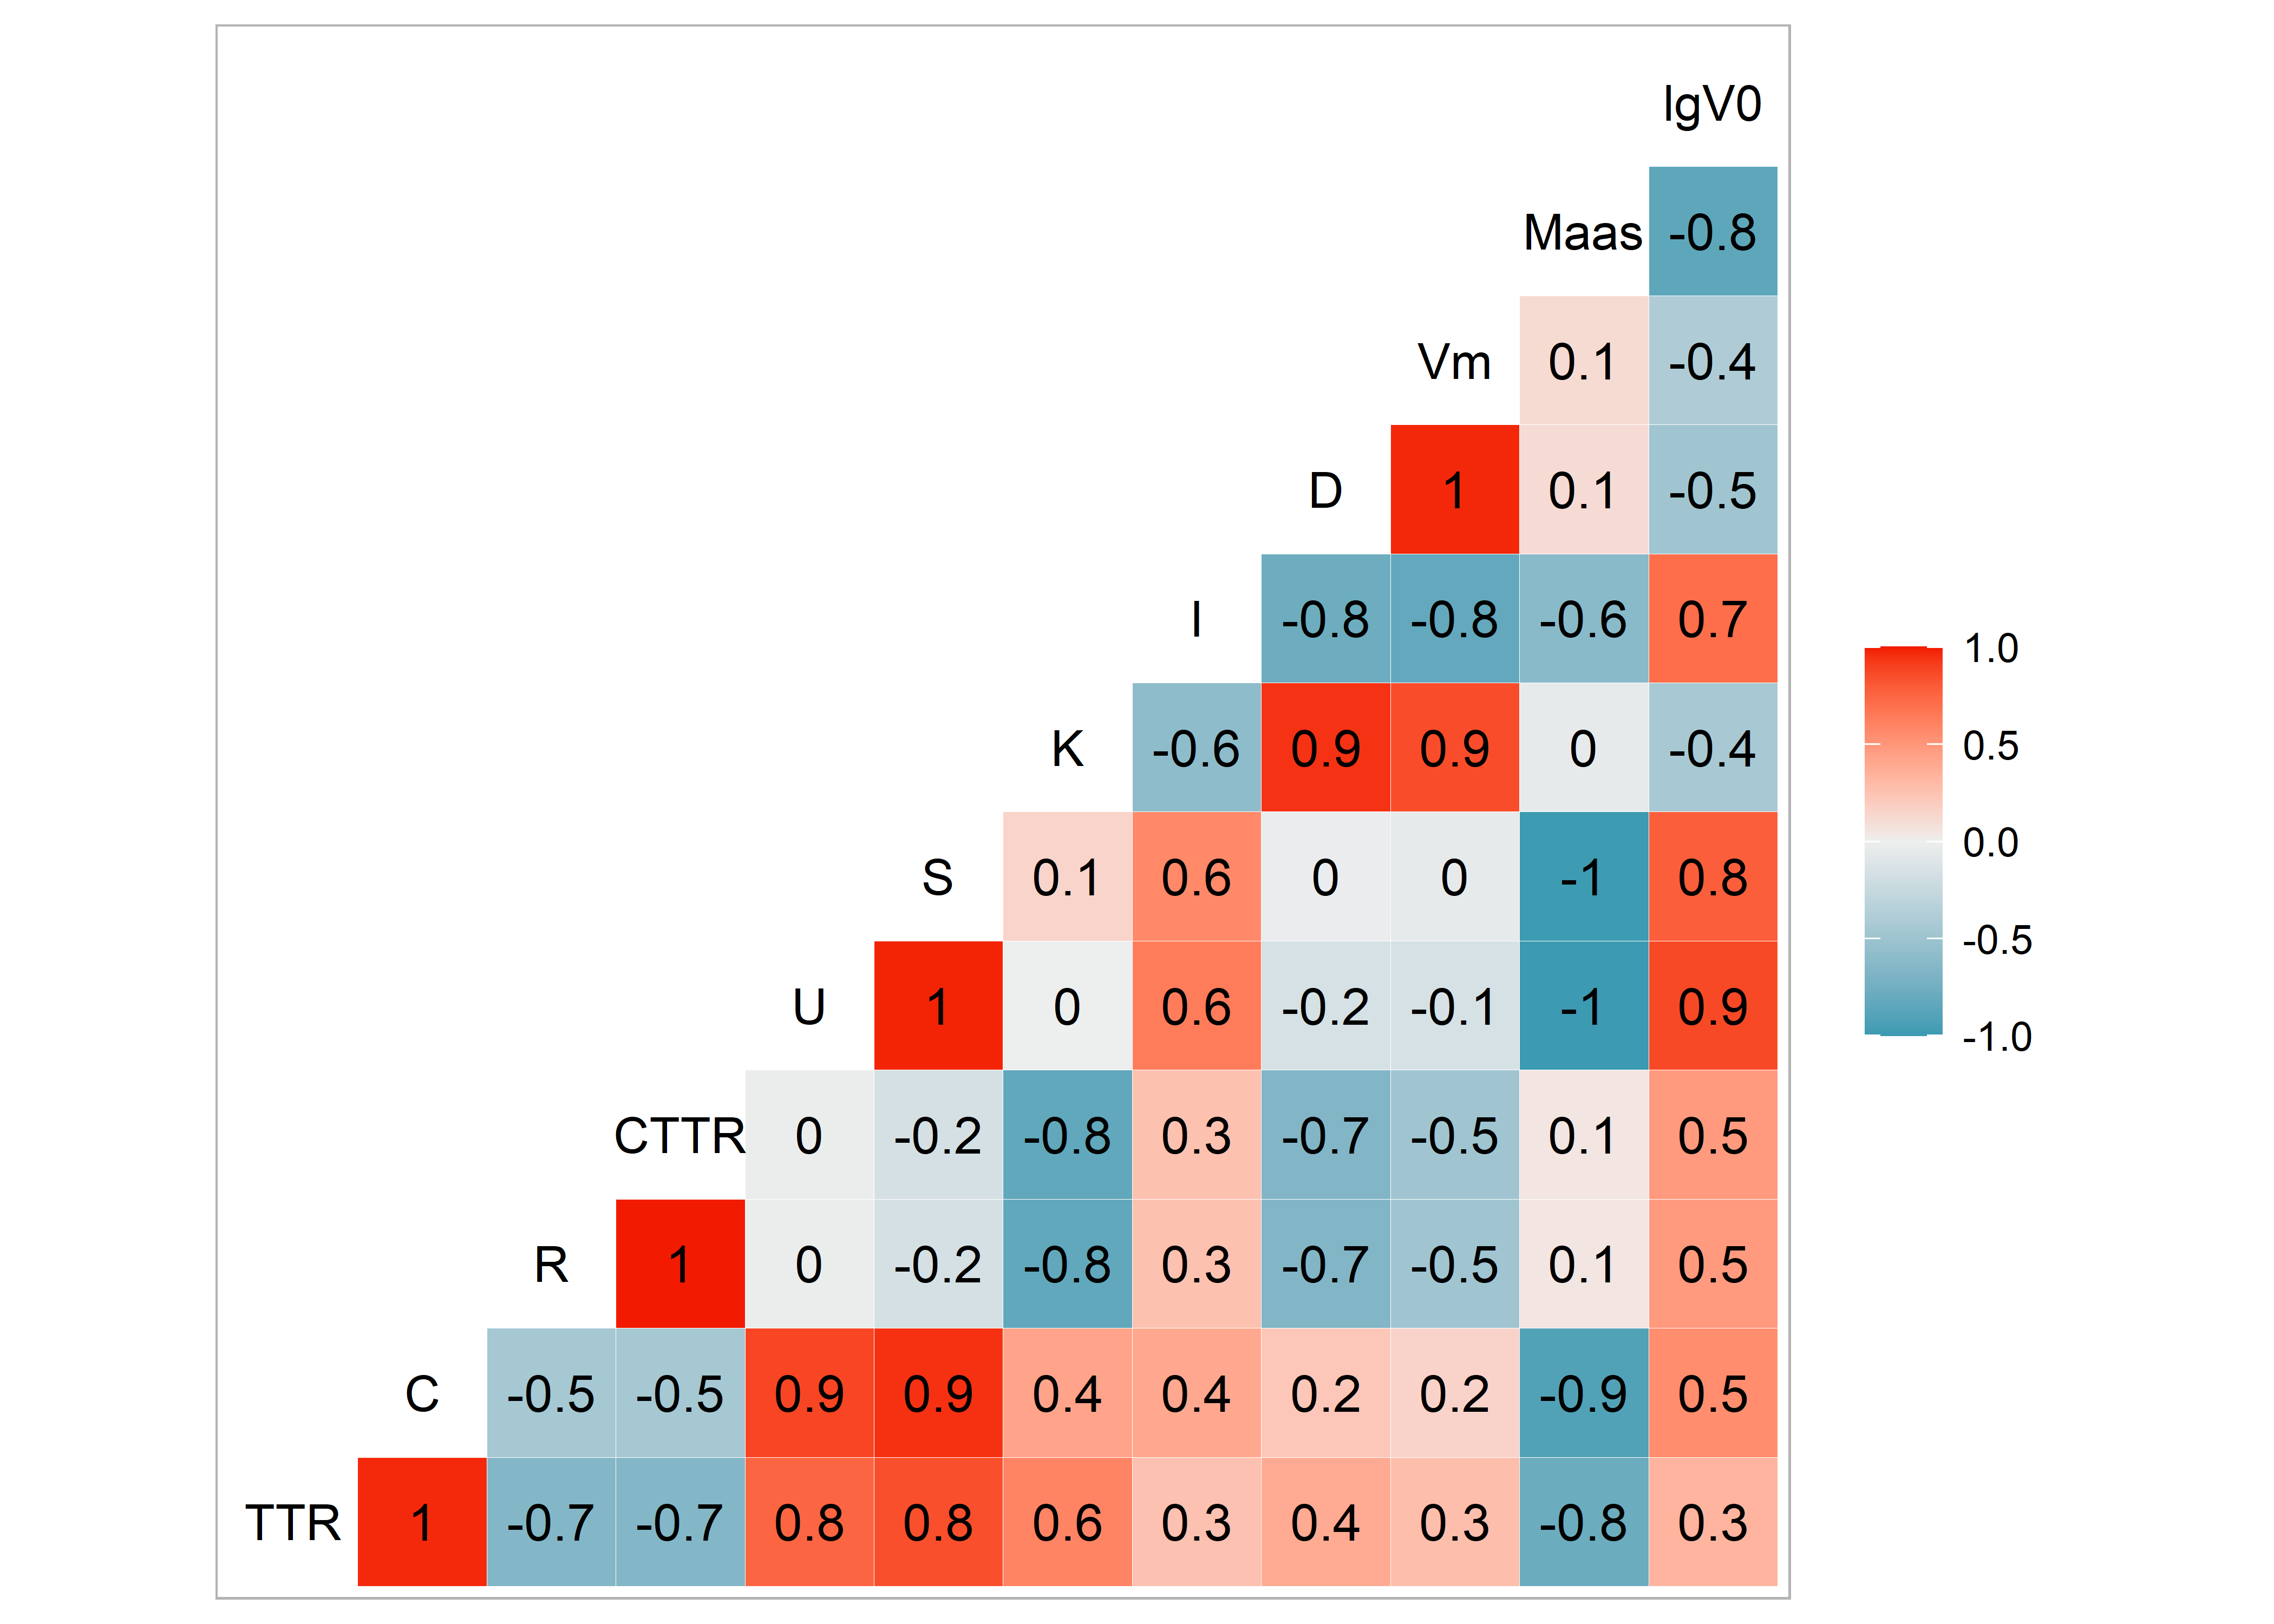 lgV0
Maas -0.8
Vm 0.1 -0.4
D 1 0.1 -0.5
I -0.8 -0.8 -0.6 0.7
K -0.6 0.9 0.9 0 -0.4
S 0.1 0.6 0 0 -1 0.8
U 1 0 0.6 -0.2 -0.1 -1 0.9
CTTR 0 -0.2 -0.8 0.3 -0.7 -0.5 0.1 0.5
R 1 0 -0.2 -0.8 0.3 -0.7 -0.5 0.1 0.5
C -0.5 -0.5 0.9 0.9 0.4 0.4 0.2 0.2 -0.9 0.5
TTR 1 -0.7 -0.7 0.8 0.8 0.6 0.3 0.4 0.3 -0.8 0.3
1.0
0.5
0.0
-0.5
-1.0